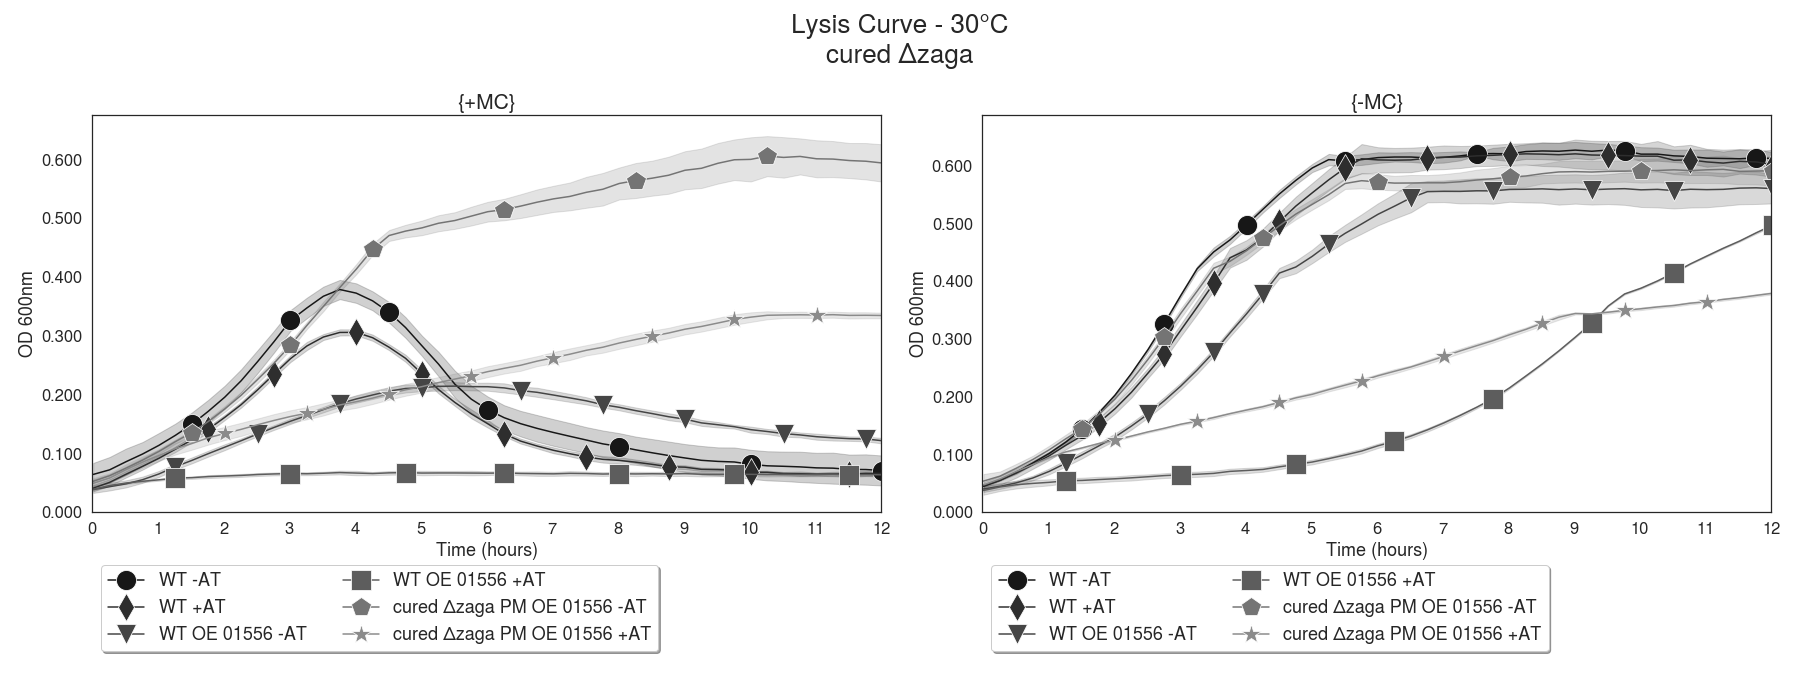 Lysis Curve - 30°C
cured Δzaga
{+MC}
OD 600nm
0.600
0.500
0.400
0.300
0.200
0.100
0.000
0 1 2 3 4 5 6 7 8 9 10 11 12
Time (hours)
WT -AT
WT +AT
WT OE 01556 -AT
WT OE 01556 +AT
cured Δzaga PM OE 01556 -AT
cured Δzaga PM OE 01556 +AT
{-MC}
OD 600nm
0.600
0.500
0.400
0.300
0.200
0.100
0.000
0 1 2 3 4 5 6 7 8 9 10 11 12
Time (hours)
WT -AT
WT +AT
WT OE 01556 -AT
WT OE 01556 +AT
cured Δzaga PM OE 01556 -AT
cured Δzaga PM OE 01556 +AT